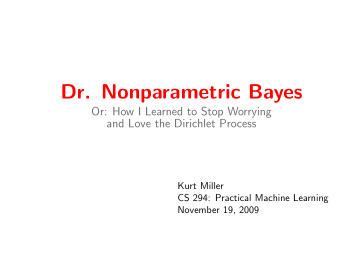 Dr. Nonparametric Bayes
Or: How I Learned to Stop Worrying
and Love the Dirichlet Process
Kurt Miller
CS 294: Practical Machine Learning
November 19, 2009